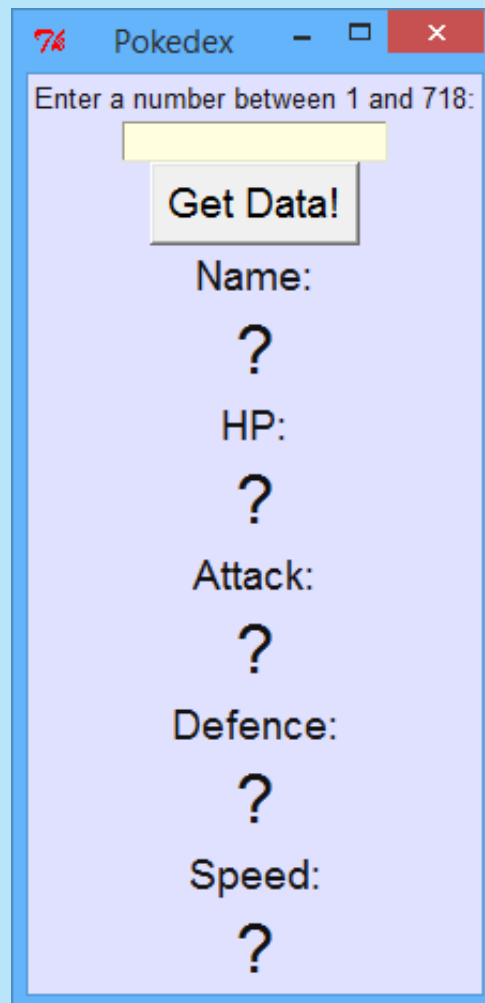 Pokedex
Enter a number between 1 and 718:
Get Data!
Name:
?
HP:
?
Attack:
?
Defence:
?
Speed:
?